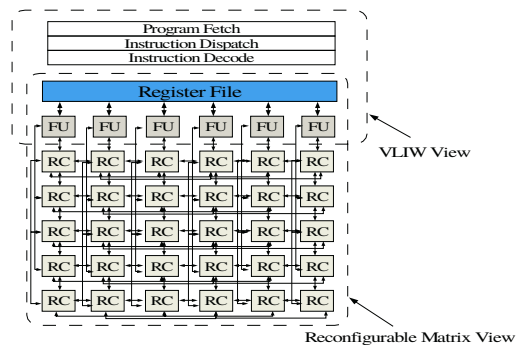 Program Fetch
Instruction Dispatch
Instruction Decode
Register File
FU FU FU FU FU FU
VLIW View
RC RC RC RC RC RC
RC RC RC RC RC RC
RC RC RC RC RC RC
RC RC RC RC RC RC
RC RC RC RC RC RC
Reconfigurable Matrix View